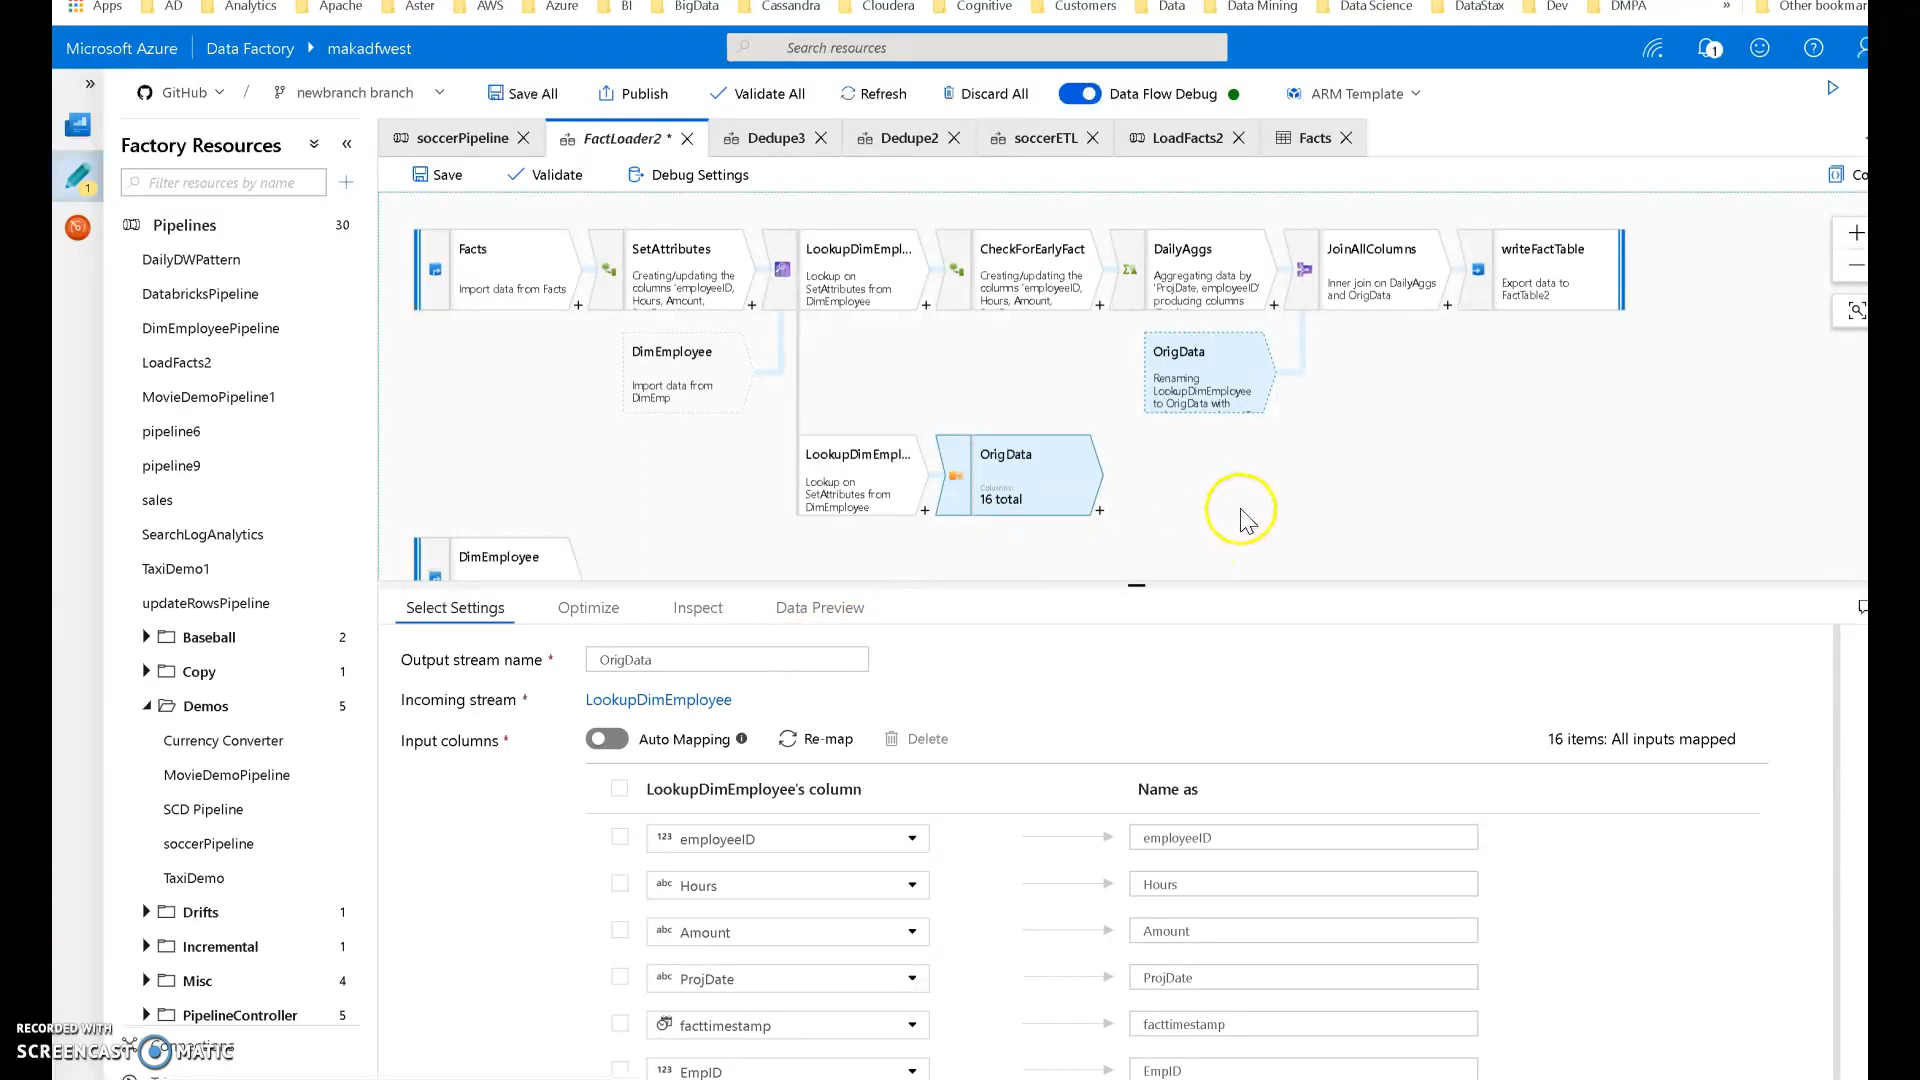 Apps AD Analytics Apache Aster AWS Azure BI BigData Cassandra Cloudera Cognitive Customers Data Data Mining Data Science DataStax Dev DMPA » Other bookmar
Microsoft Azure Data Factory makadfwest Search resources 1
» GitHub / newbranch branch Save All Publish Validate All Refresh Discard All Data Flow Debug ARM Template
Factory Resources «
soccerPipeline FactLoader2 * Dedupe3 Dedupe2 soccerETL LoadFacts2 Facts
Filter resources by name
Save Validate Debug Settings Co
1
Pipelines 30
DailyDWPattern
DatabricksPipeline
DimEmployeePipeline
LoadFacts2
MovieDemoPipeline1
pipeline6
pipeline9
sales
SearchLogAnalytics
TaxiDemo1
updateRowsPipeline
Baseball 2
Copy 1
Demos 5
Currency Converter
MovieDemoPipeline
SCD Pipeline
soccerPipeline
TaxiDemo
Drifts 1
Incremental 1
Misc 4
PipelineController 5
Connections
Facts
Import data from Facts
SetAttributes
Creating/updating the
columns 'employeeID,
Hours, Amount,
LookupDimEmpl...
Lookup on
SetAttributes from
DimEmployee
CheckForEarlyFact
Creating/updating the
columns 'employeeID,
Hours, Amount,
DailyAggs
Aggregating data by
'ProjDate, employeeID'
producing columns
JoinAllColumns
Inner join on DailyAggs
and OrigData
writeFactTable
Export data to
FactTable2
DimEmployee
Import data from
DimEmp
OrigData
Renaming
LookupDimEmployee
to OrigData with
LookupDimEmpl...
Lookup on
SetAttributes from
DimEmployee
OrigData
Columns:
16 total
DimEmployee
Select Settings Optimize Inspect Data Preview
Output stream name * OrigData
Incoming stream * LookupDimEmployee
Input columns * Auto Mapping Re-map Delete 16 items: All inputs mapped
LookupDimEmployee's column Name as
123 employeeID employeeID
abc Hours Hours
abc Amount Amount
abc ProjDate ProjDate
facttimestamp facttimestamp
123 EmpID EmpID
RECORDED WITH
SCREENCAST MATIC